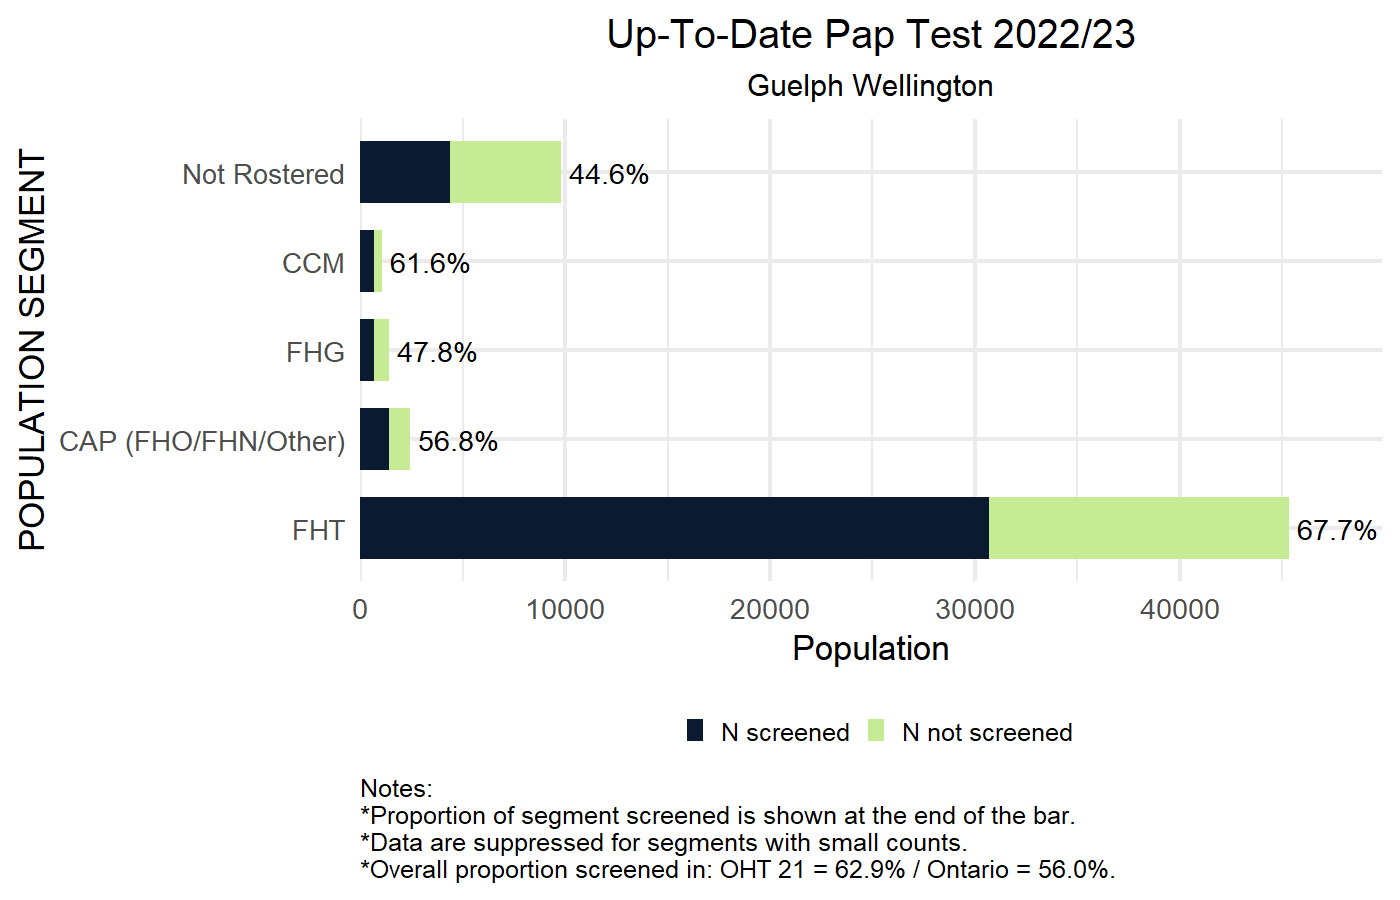 Up-To-Date Pap Test 2022/23
Guelph Wellington
POPULATION SEGMENT
Not Rostered
44.6%
CCM
61.6%
FHG
47.8%
CAP (FHO/FHN/Other)
56.8%
FHT
67.7%
0 10000 20000 30000 40000
Population
N screened N not screened
Notes:
*Proportion of segment screened is shown at the end of the bar.
*Data are suppressed for segments with small counts.
*Overall proportion screened in: OHT 21 = 62.9% / Ontario = 56.0%.